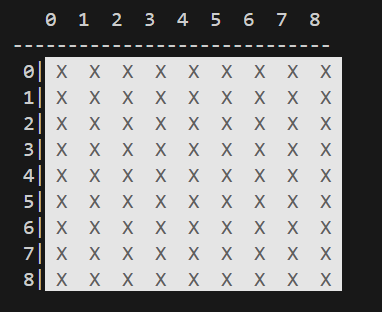 0 1 2 3 4 5 6 7 8
-----------------------------
0| X X X X X X X X X
1| X X X X X X X X X
2| X X X X X X X X X
3| X X X X X X X X X
4| X X X X X X X X X
5| X X X X X X X X X
6| X X X X X X X X X
7| X X X X X X X X X
8| X X X X X X X X X